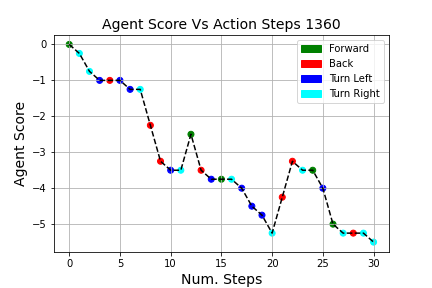 Agent Score Vs Action Steps 1360
Agent Score
0
−1
−2
−3
−4
−5
Forward
Back
Turn Left
Turn Right
0 5 10 15 20 25 30
Num. Steps